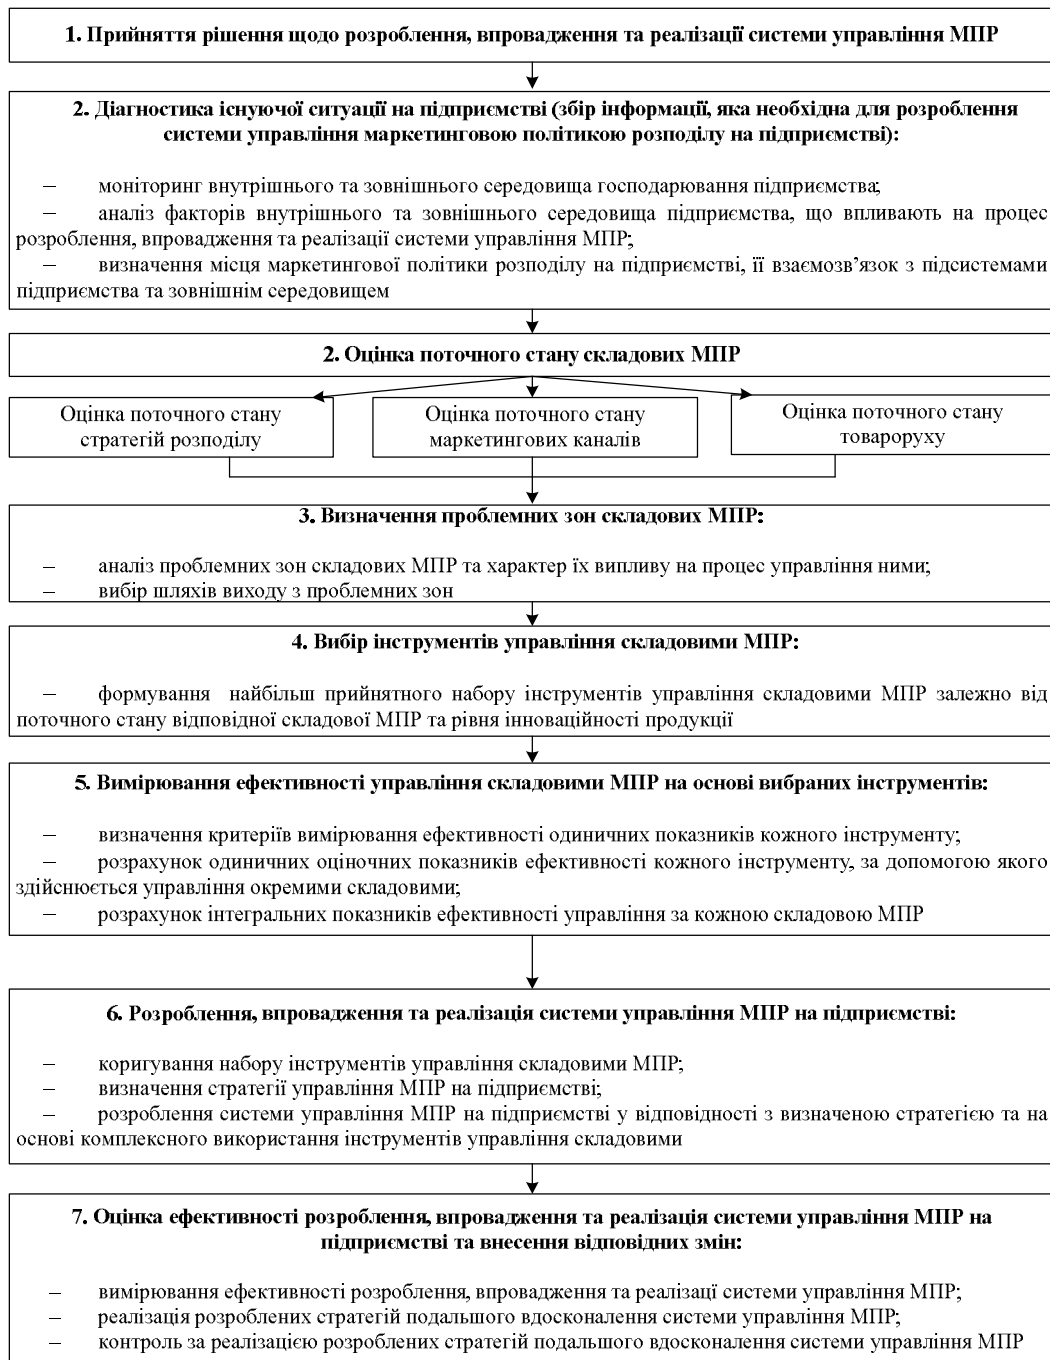 1. Прийняття рішення щодо розроблення, впровадження та реалізації системи управління МПР
2. Діагностика існуючої ситуації на підприємстві (збір інформації, яка необхідна для розроблення
системи управління маркетинговою політикою розподілу на підприємстві):
– моніторинг внутрішнього та зовнішнього середовища господарювання підприємства;
– аналіз факторів внутрішнього та зовнішнього середовища підприємства, що впливають на процес
розроблення, впровадження та реалізації системи управління МПР;
– визначення місця маркетингової політики розподілу на підприємстві, її взаємозв’язок з підсистемами
підприємства та зовнішнім середовищем
2. Оцінка поточного стану складових МПР
Оцінка поточного стану
стратегій розподілу
Оцінка поточного стану
маркетингових каналів
Оцінка поточного стану
товароруху
3. Визначення проблемних зон складових МПР:
– аналіз проблемних зон складових МПР та характер їх випливу на процес управління ними;
– вибір шляхів виходу з проблемних зон
4. Вибір інструментів управління складовими МПР:
– формування найбільш прийнятного набору інструментів управління складовими МПР залежно від
поточного стану відповідної складової МПР та рівня інноваційності продукції
5. Вимірювання ефективності управління складовими МПР на основі вибраних інструментів:
– визначення критеріїв вимірювання ефективності одиничних показників кожного інструменту;
– розрахунок одиничних оціночних показників ефективності кожного інструменту, за допомогою якого
здійснюється управління окремими складовими;
– розрахунок інтегральних показників ефективності управління за кожною складовою МПР
6. Розроблення, впровадження та реалізація системи управління МПР на підприємстві:
– коригування набору інструментів управління складовими МПР;
– визначення стратегії управління МПР на підприємстві;
– розроблення системи управління МПР на підприємстві у відповідності з визначеною стратегією та на
основі комплексного використання інструментів управління складовими
7. Оцінка ефективності розроблення, впровадження та реалізація системи управління МПР на
підприємстві та внесення відповідних змін:
– вимірювання ефективності розроблення, впровадження та реалізацї системи управління МПР;
– реалізація розроблених стратегій подальшого вдосконалення системи управління МПР;
– контроль за реалізацією розроблених стратегій подальшого вдосконалення системи управління МПР